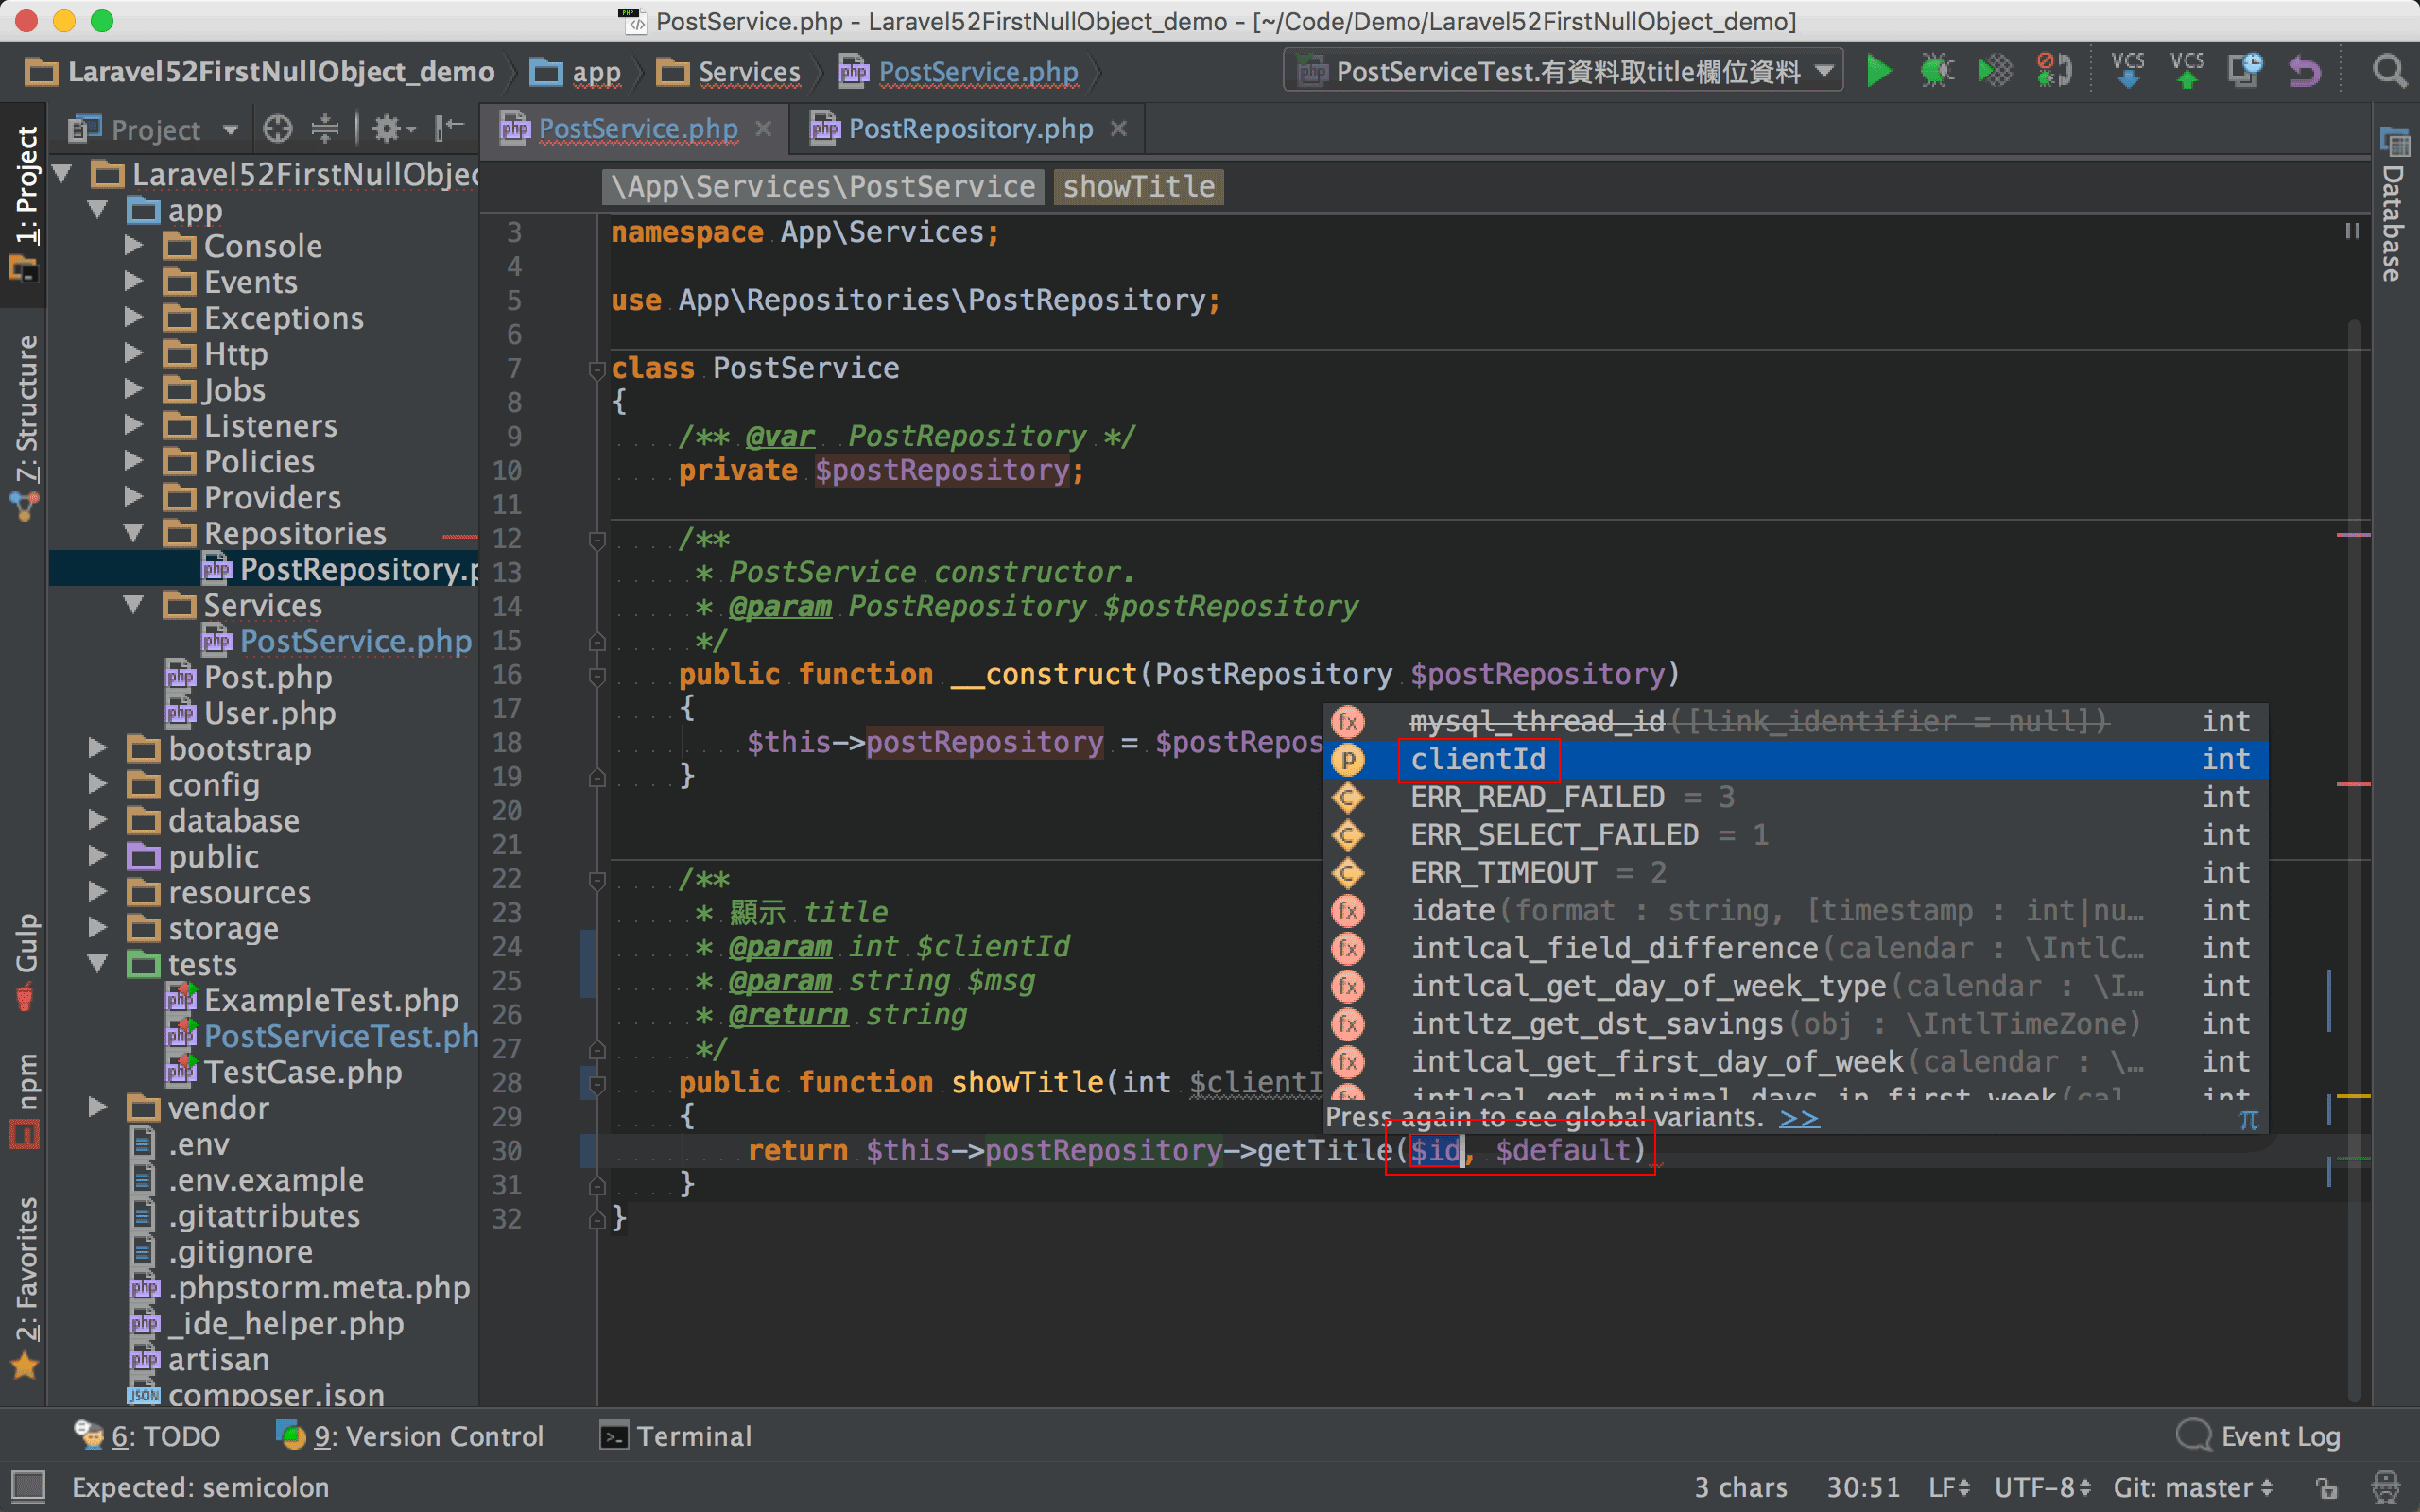 PostService.php - Laravel52FirstNullObject_demo - [~/Code/Demo/Laravel52FirstNullObject_demo]
Laravel52FirstNullObject_demo app Services PostService.php PostServiceTest.有資料取title欄位資料 VCS VCS
Project PostService.php PostRepository.php
1: Project
Z: Structure
Gulp
npm
2: Favorites
Database
Laravel52FirstNullObjec
app
Console
Events
Exceptions
Http
Jobs
Listeners
Policies
Providers
Repositories
PostRepository.p
Services
PostService.php
Post.php
User.php
bootstrap
config
database
public
resources
storage
tests
ExampleTest.php
PostServiceTest.ph
TestCase.php
vendor
.env
.env.example
.gitattributes
.gitignore
.phpstorm.meta.php
_ide_helper.php
artisan
composer.json
\App\Services\PostService showTitle
3 namespace App\Services;
4
5 use App\Repositories\PostRepository;
6
7 class PostService
8 {
9 /** @var PostRepository */
10 private $postRepository;
11
12 /**
13 * PostService constructor.
14 * @param PostRepository $postRepository
15 */
16 public function __construct(PostRepository $postRepository)
17 {
18 $this->postRepository = $postRepos
19 }
20
21
22 /**
23 * 顯示 title
24 * @param int $clientId
25 * @param string $msg
26 * @return string
27 */
28 public function showTitle(int $clientI
29 {
30 return $this->postRepository->getTitle($id, $default)
31 }
32 }
mysql_thread_id([link_identifier = null]) int
clientId int
ERR_READ_FAILED = 3 int
ERR_SELECT_FAILED = 1 int
ERR_TIMEOUT = 2 int
idate(format : string, [timestamp : int|nu… int
intlcal_field_difference(calendar : \IntlC… int
intlcal_get_day_of_week_type(calendar : \I… int
intltz_get_dst_savings(obj : \IntlTimeZone) int
intlcal_get_first_day_of_week(calendar : \… int
intlcal_get_minimal_days_in_first_week(cal int
Press again to see global variants. >> π
6: TODO 9: Version Control Terminal Event Log
Expected: semicolon 3 chars 30:51 LF UTF-8 Git: master